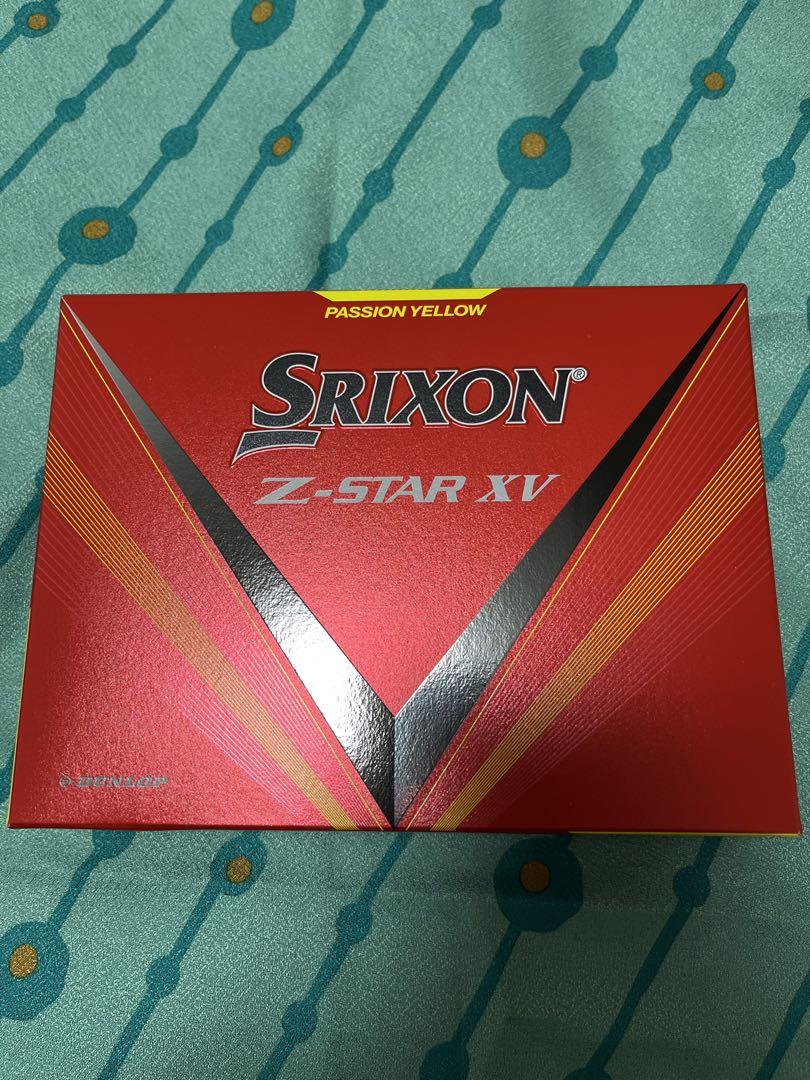 PASSION YELLOW
SRIXON®
Z-STAR XV
DUNLOP